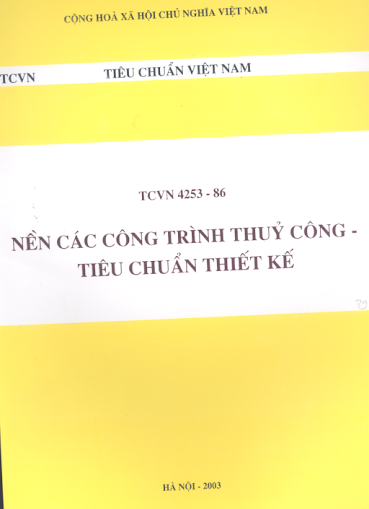 CỘNG HOÀ XÃ HỘI CHỦ NGHĨA VIỆT NAM
TCVN TIÊU CHUẨN VIỆT NAM
TCVN 4253 - 86
NỀN CÁC CÔNG TRÌNH THUỶ CÔNG -
TIÊU CHUẨN THIẾT KẾ
HÀ NỘI - 2003